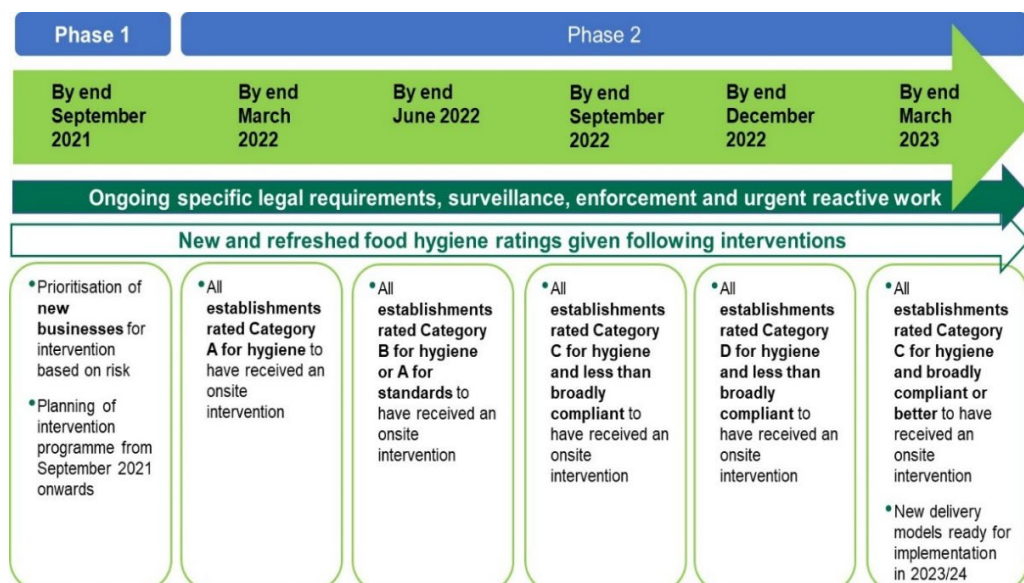 Phase 1
Phase 2
By end
September
2021
By end
March
2022
By end
June 2022
By end
September
2022
By end
December
2022
By end
March
2023
Ongoing specific legal requirements, surveillance, enforcement and urgent reactive work
New and refreshed food hygiene ratings given following interventions
•Prioritisation of
new
businesses for
intervention
based on risk
•Planning of
intervention
programme from
September 2021
onwards
•All
establishments
rated Category
A for hygiene to
have received an
onsite
intervention
•All
establishments
rated Category
B for hygiene
or A for
standards to
have received an
onsite
intervention
•All
establishments
rated Category
C for hygiene
and less than
broadly
compliant to
have received an
onsite
intervention
•All
establishments
rated Category
D for hygiene
and less than
broadly
compliant to
have received an
onsite
intervention
•All
establishments
rated Category
C for hygiene
and broadly
compliant or
better to have
received an
onsite
intervention
•New delivery
models ready for
implementation
in 2023/24